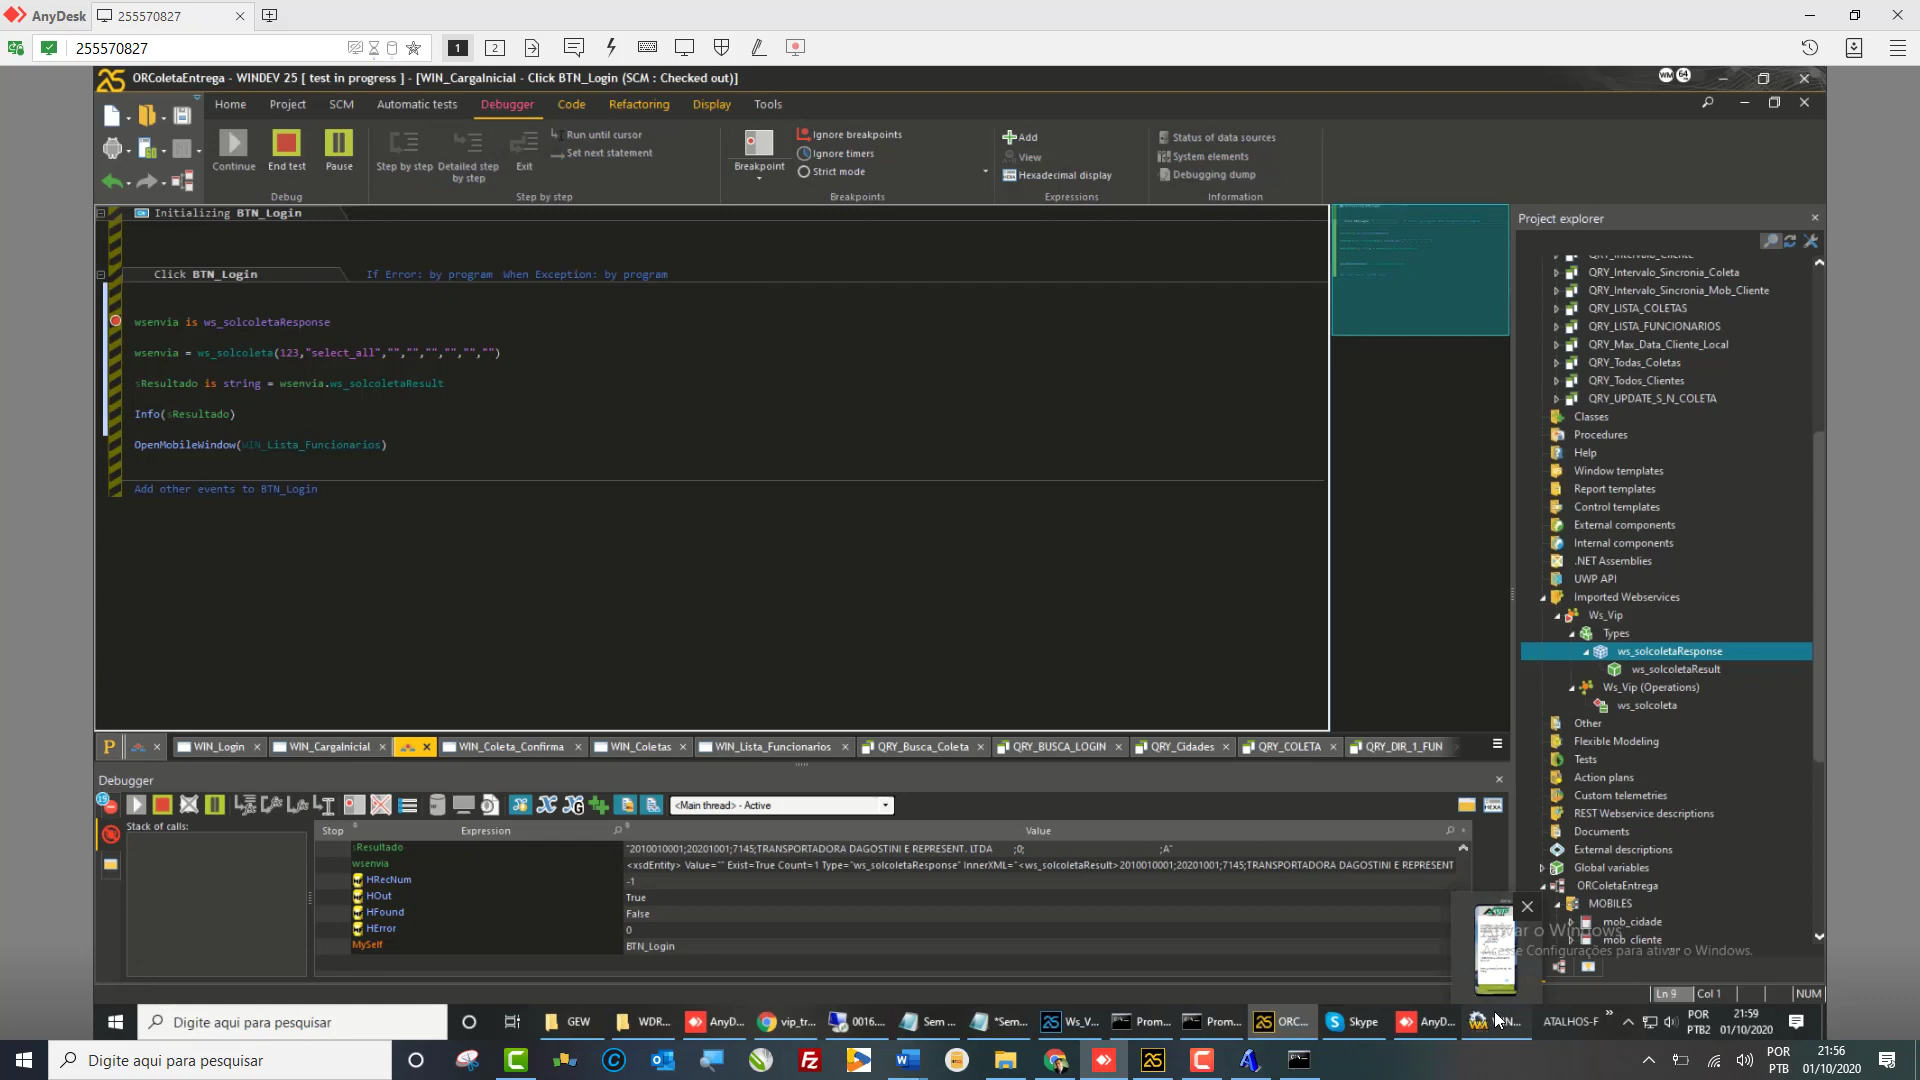 AnyDesk
255570827
255570827
1
2
ORColetaEntrega - WINDEV 25 [ test in progress ] - [WIN_CargaInicial - Click BTN_Login (SCM : Checked out)]
WM
64
Home
Project
SCM
Automatic tests
Debugger
Code
Refactoring
Display
Tools
Continue
End test
Pause
Debug
Step by step
Detailed step by step
Exit
Run until cursor
Set next statement
Step by step
Breakpoint
Ignore breakpoints
Ignore timers
Strict mode
Breakpoints
Add
View
Hexadecimal display
Expressions
Status of data sources
System elements
Debugging dump
Information
Initializing BTN_Login
Click BTN_Login
If Error: by program When Exception: by program
wsenvia is ws_solcoletaResponse
wsenvia = ws_solcoleta(123,"select_all","","","","","","")
sResultado is string = wsenvia.ws_solcoletaResult
Info(sResultado)
OpenMobileWindow(WIN_Lista_Funcionarios)
Add other events to BTN_Login
Project explorer
QRY_Intervalo_Cliente
QRY_Intervalo_Sincronia_Coleta
QRY_Intervalo_Sincronia_Mob_Cliente
QRY_LISTA_COLETAS
QRY_LISTA_FUNCIONARIOS
QRY_Max_Data_Cliente_Local
QRY_Todas_Coletas
QRY_Todos_Clientes
QRY_UPDATE_S_N_COLETA
Classes
Procedures
Help
Window templates
Report templates
Control templates
External components
Internal components
.NET Assemblies
UWP API
Imported Webservices
Ws_Vip
Types
ws_solcoletaResponse
ws_solcoletaResult
Ws_Vip (Operations)
ws_solcoleta
Other
Flexible Modeling
Tests
Action plans
Custom telemetries
REST Webservice descriptions
Documents
External descriptions
Global variables
ORColetaEntrega
MOBILES
mob_cidade
mob_cliente
P
WIN_Login
WIN_CargaInicial
WIN_Coleta_Confirma
WIN_Coletas
WIN_Lista_Funcionarios
QRY_Busca_Coleta
QRY_BUSCA_LOGIN
QRY_Cidades
QRY_COLETA
QRY_DIR_1_FUN
Debugger
<Main thread> - Active
Stack of calls:
Stop
Expression
Value
sResultado
"2010010001;20201001;7145;TRANSPORTADORA DAGOSTINI E REPRESENT. LTDA ;0; ;A"
wsenvia
<xsdEntity> Value="" Exist=True Count=1 Type="ws_solcoletaResponse" InnerXML="<ws_solcoletaResult>2010010001;20201001;7145;TRANSPORTADORA DAGOSTINI E REPRESENT
HRecNum
-1
HOut
True
HFound
False
HError
0
MySelf
BTN_Login
Ativar o Windows
Acesse Configurações para ativar o Windows.
Ln 9
Col 1
NUM
Digite aqui para pesquisar
GEW
WDR...
AnyD...
vip_tr...
0016....
Sem ...
*Sem...
Ws_V...
Prom...
Prom...
ORC...
Skype
AnyD...
ATALHOS-F
POR
PTB2
21:59
01/10/2020
Digite aqui para pesquisar
POR
PTB
21:56
01/10/2020